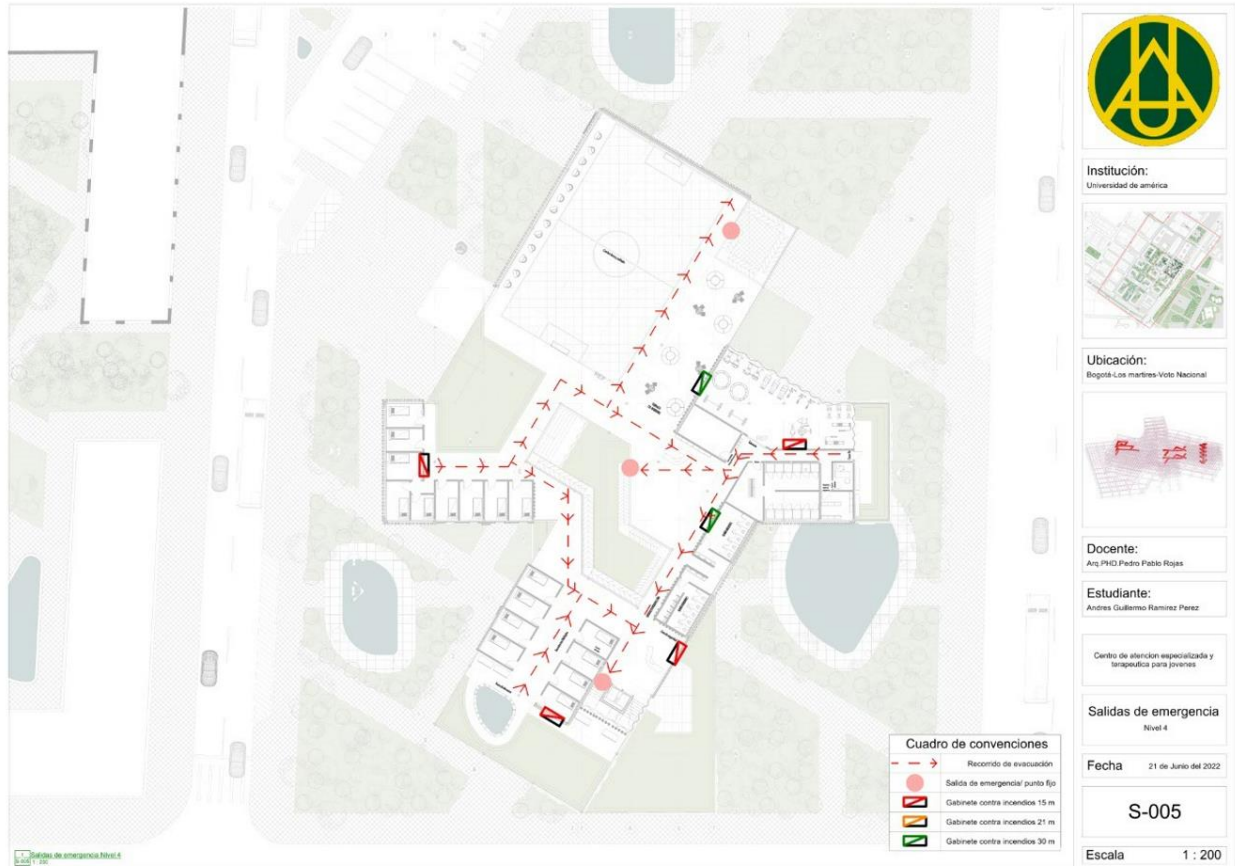 Institución:
Universidad de américa
Ubicación:
Bogotá-Los martires-Voto Nacional
Docente:
Arq.PHD.Pedro Pablo Rojas
Estudiante:
Andres Guillermo Ramirez Perez
Centro de atencion especializada y
terapeutica para jovenes
Salidas de emergencia
Nivel 4
Fecha 21 de Junio del 2022
S-005
Escala 1 : 200
Cuadro de convenciones
Recorrido de evacuación
Salida de emergencia/ punto fijo
Gabinete contra incendios 15 m
Gabinete contra incendios 21 m
Gabinete contra incendios 30 m
Salidas de emergencia Nivel 4
S-005 1 : 200